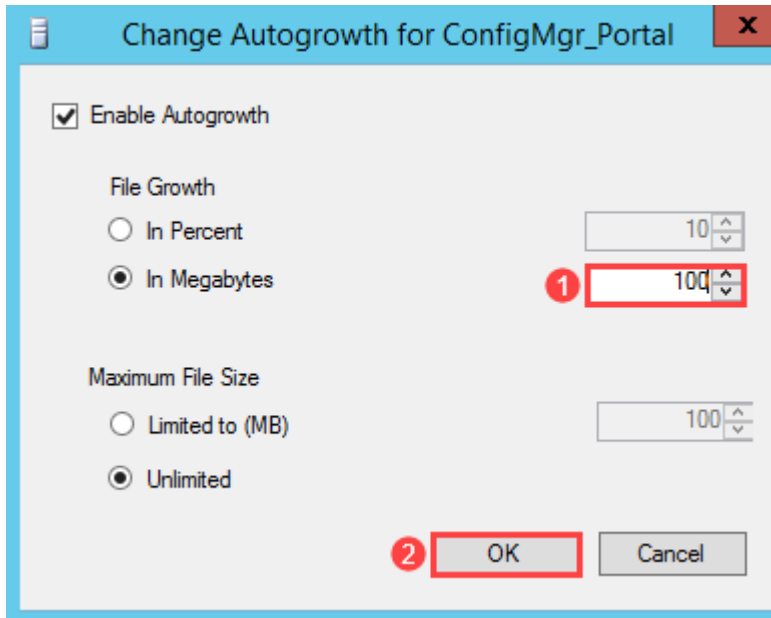 Change Autogrowth for ConfigMgr_Portal
x
Enable Autogrowth
File Growth
In Percent 10
In Megabytes 1 100
Maximum File Size
Limited to (MB) 100
Unlimited
2 OK Cancel